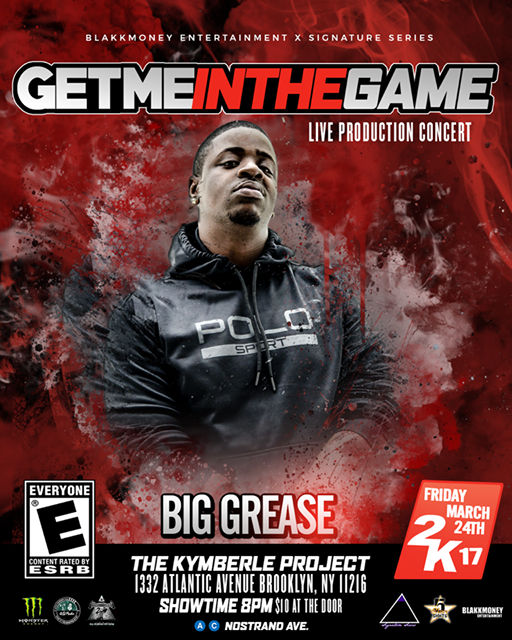 BLAKKMONEY ENTERTAINMENT X SIGNATURE SERIES
GETMEINTHEGAME
LIVE PRODUCTION CONCERT
POLO
SPORT
EVERYONE
E
®
CONTENT RATED BY
ESRB
BIG GREASE
FRIDAY
MARCH
24TH
2K17
THE KYMBERLE PROJECT
1332 ATLANTIC AVENUE BROOKLYN, NY 11216
SHOWTIME 8PM $10 AT THE DOOR
A C NOSTRAND AVE.
MONSTER
BLAKKMONEY
ENTERTAINMENT